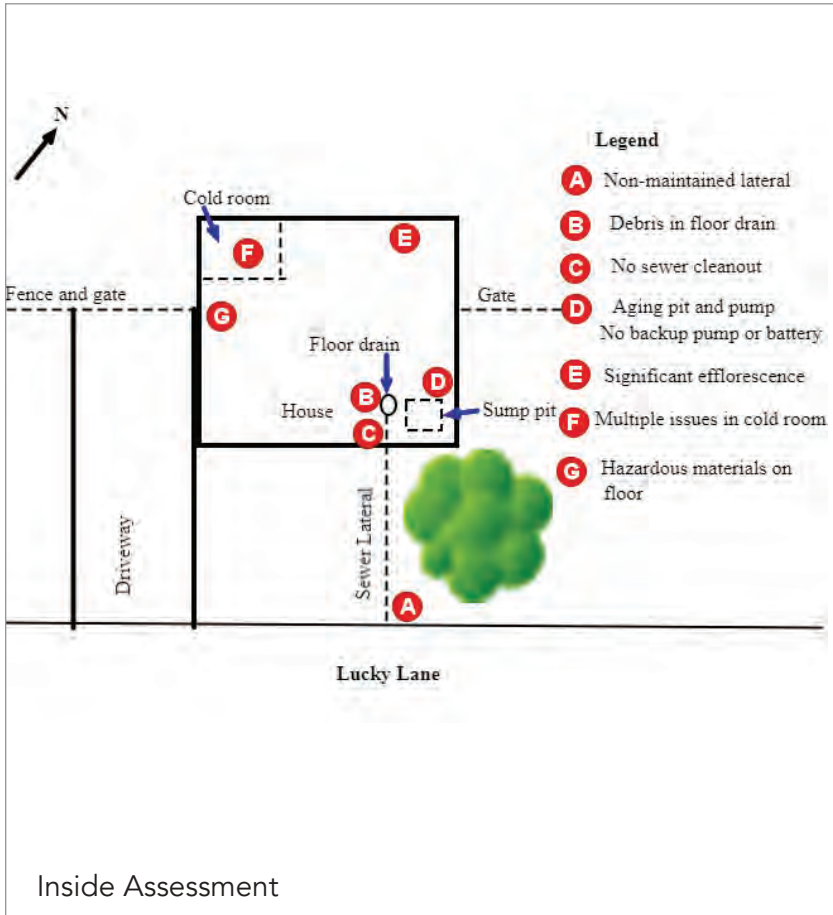 N
Legend
A Non-maintained lateral
Cold room
B Debris in floor drain
E
F
C No sewer cleanout
Fence and gate
Gate
G
D Aging pit and pump
No backup pump or battery
Floor drain
D
E Significant efflorescence
B
House
Sump pit
F Multiple issues in cold room
C
G Hazardous materials on
floor
Driveway
Sewer Lateral
A
Lucky Lane
Inside Assessment